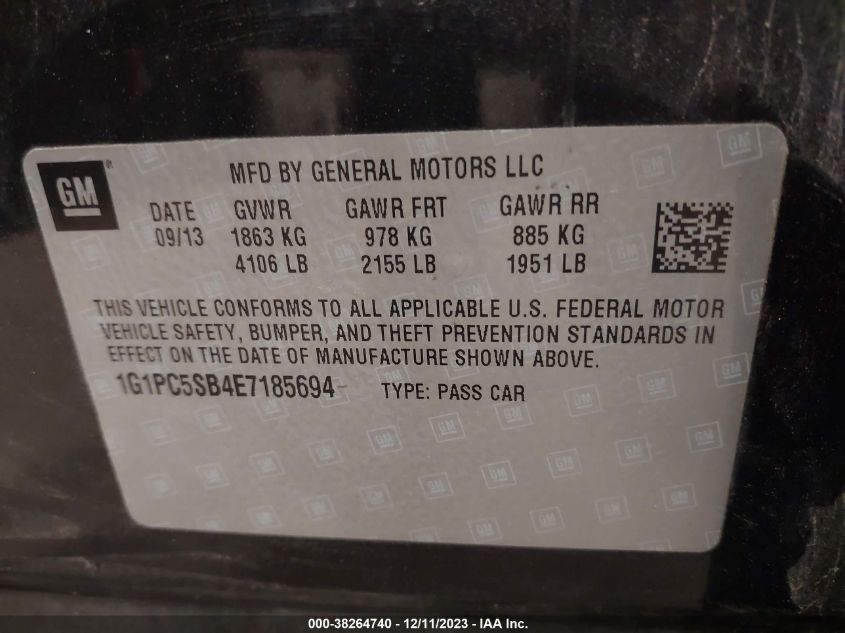 GM ®
MFD BY GENERAL MOTORS LLC
DATE GVWR GAWR FRT GAWR RR
09/13 1863 KG 978 KG 885 KG
4106 LB 2155 LB 1951 LB
THIS VEHICLE CONFORMS TO ALL APPLICABLE U.S. FEDERAL MOTOR
VEHICLE SAFETY, BUMPER, AND THEFT PREVENTION STANDARDS IN
EFFECT ON THE DATE OF MANUFACTURE SHOWN ABOVE.
1G1PC5SB4E7185694 TYPE: PASS CAR
000-38264740 - 12/11/2023 - IAA Inc.